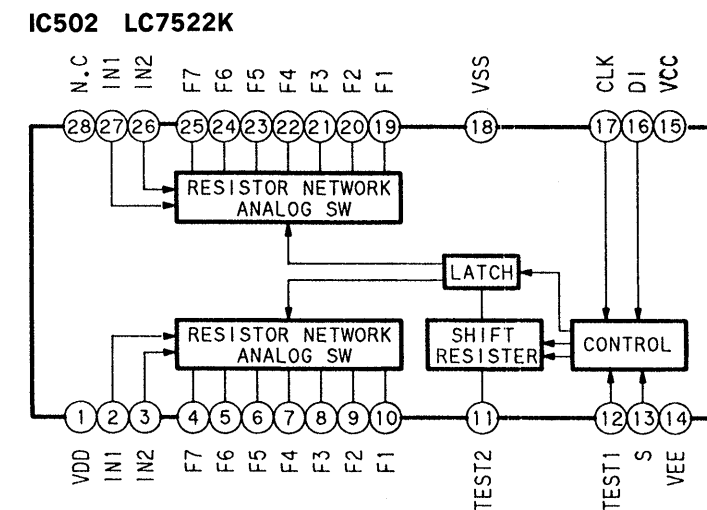 IC502 LC7522K
N.C IN1 IN2 F7 F6 F5 F4 F3 F2 F1 VSS CLK DI VCC
28 27 26 25 24 23 22 21 20 19 18 17 16 15
RESISTOR NETWORK
ANALOG SW
LATCH
RESISTOR NETWORK
ANALOG SW
SHIFT
RESISTER
CONTROL
1 2 3 4 5 6 7 8 9 10 11 12 13 14
VDD IN1 IN2 F7 F6 F5 F4 F3 F2 F1 TEST2 TEST1 S VEE